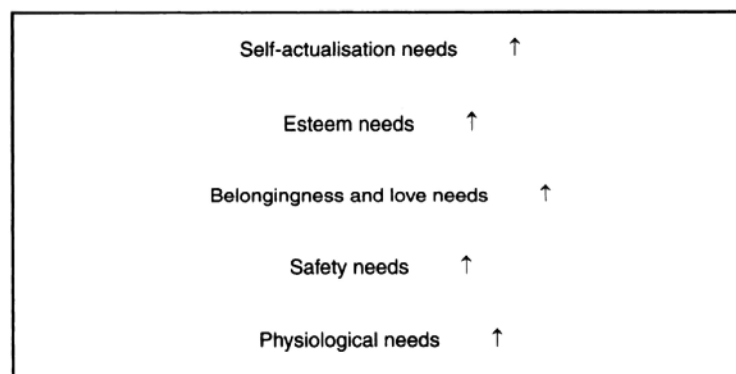 Self-actualisation needs ↑
Esteem needs ↑
Belongingness and love needs ↑
Safety needs ↑
Physiological needs ↑